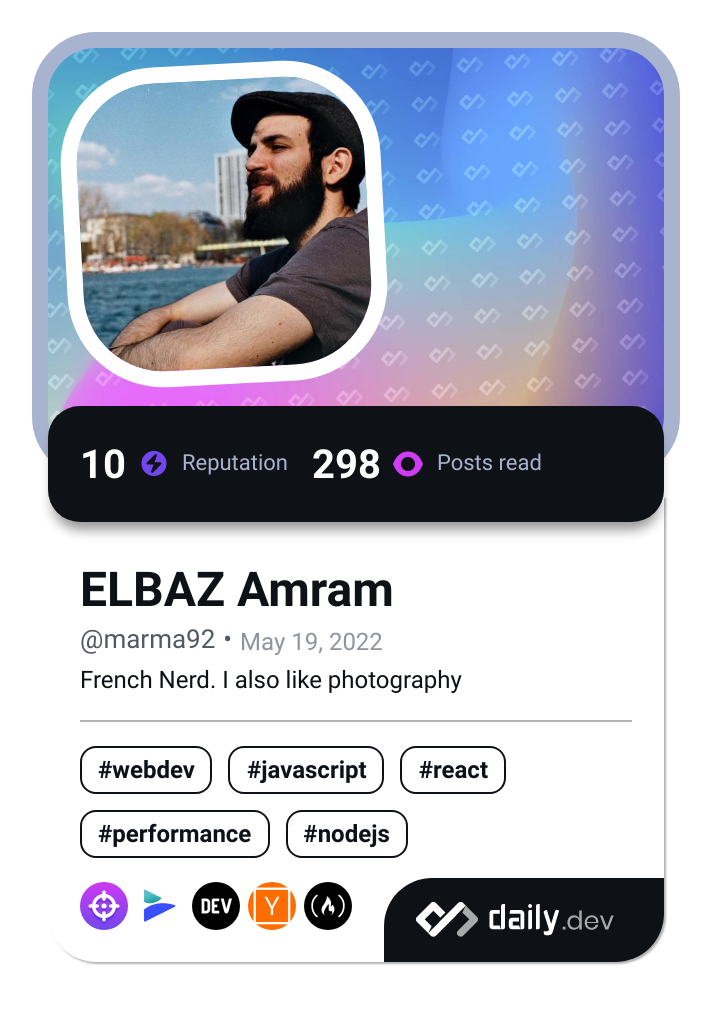 10 Reputation 298 Posts read
ELBAZ Amram
@marma92 • May 19, 2022
French Nerd. I also like photography
#webdev #javascript #react
#performance #nodejs
DEV Y
daily.dev